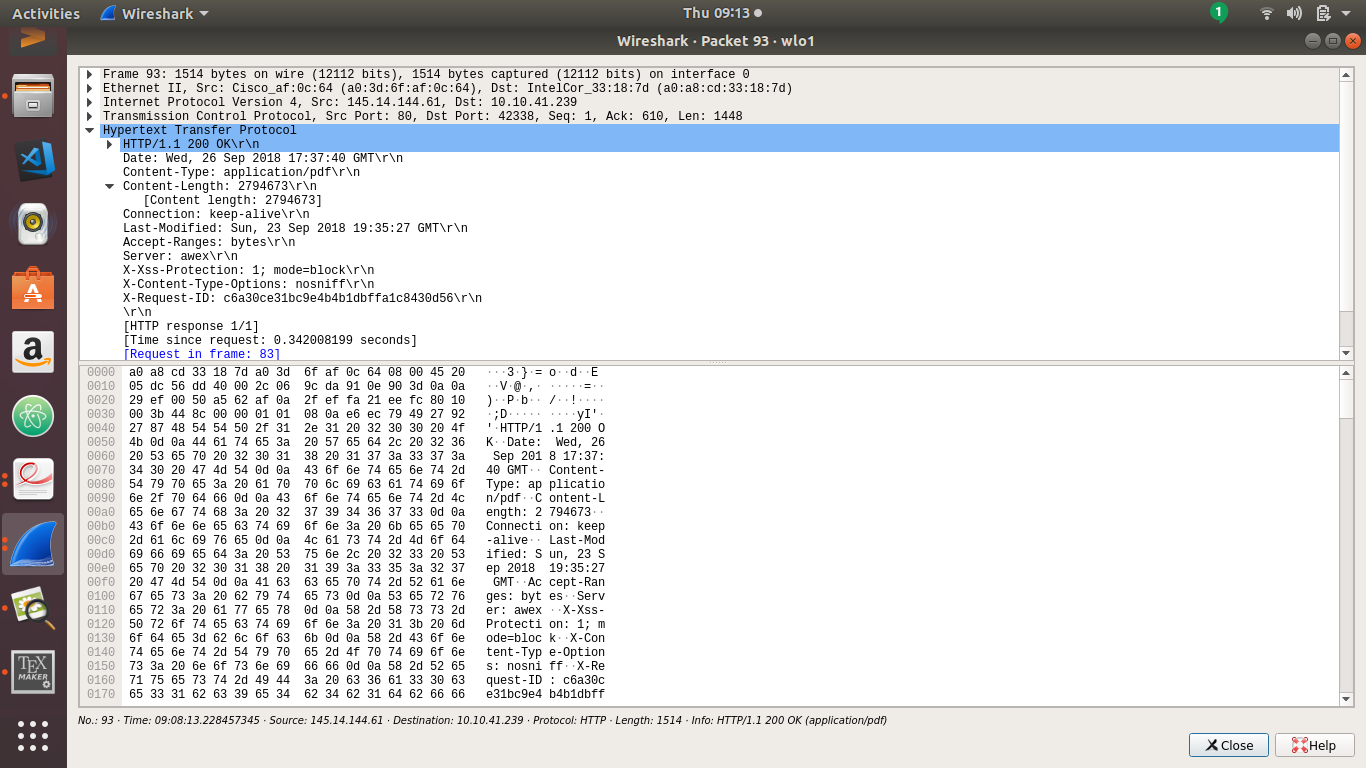 Activities Wireshark Thu 09:13 1
Wireshark · Packet 93 · wlo1
Frame 93: 1514 bytes on wire (12112 bits), 1514 bytes captured (12112 bits) on interface 0
Ethernet II, Src: Cisco_af:0c:64 (a0:3d:6f:af:0c:64), Dst: IntelCor_33:18:7d (a0:a8:cd:33:18:7d)
Internet Protocol Version 4, Src: 145.14.144.61, Dst: 10.10.41.239
Transmission Control Protocol, Src Port: 80, Dst Port: 42338, Seq: 1, Ack: 610, Len: 1448
Hypertext Transfer Protocol
HTTP/1.1 200 OK\r\n
Date: Wed, 26 Sep 2018 17:37:40 GMT\r\n
Content-Type: application/pdf\r\n
Content-Length: 2794673\r\n
[Content length: 2794673]
Connection: keep-alive\r\n
Last-Modified: Sun, 23 Sep 2018 19:35:27 GMT\r\n
Accept-Ranges: bytes\r\n
Server: awex\r\n
X-Xss-Protection: 1; mode=block\r\n
X-Content-Type-Options: nosniff\r\n
X-Request-ID: c6a30ce31bc9e4b4b1dbffa1c8430d56\r\n
\r\n
[HTTP response 1/1]
[Time since request: 0.342008199 seconds]
[Request in frame: 83]
0000 a0 a8 cd 33 18 7d a0 3d 6f af 0c 64 08 00 45 20 ···3·}·= o··d··E
0010 05 dc 56 dd 40 00 2c 06 9c da 91 0e 90 3d 0a 0a ··V·@·,· ·····=··
0020 29 ef 00 50 a5 62 af 0a 2f ef fa 21 ee fc 80 10 )··P·b·· /··!····
0030 00 3b 44 8c 00 00 01 01 08 0a e6 ec 79 49 27 92 ·;D····· ····yI'·
0040 27 87 48 54 54 50 2f 31 2e 31 20 32 30 30 20 4f '·HTTP/1 .1 200 O
0050 4b 0d 0a 44 61 74 65 3a 20 57 65 64 2c 20 32 36 K··Date: Wed, 26
0060 20 53 65 70 20 32 30 31 38 20 31 37 3a 33 37 3a Sep 201 8 17:37:
0070 34 30 20 47 4d 54 0d 0a 43 6f 6e 74 65 6e 74 2d 40 GMT·· Content-
0080 54 79 70 65 3a 20 61 70 70 6c 69 63 61 74 69 6f Type: ap plicatio
0090 6e 2f 70 64 66 0d 0a 43 6f 6e 74 65 6e 74 2d 4c n/pdf··C ontent-L
00a0 65 6e 67 74 68 3a 20 32 37 39 34 36 37 33 0d 0a ength: 2 794673··
00b0 43 6f 6e 6e 65 63 74 69 6f 6e 3a 20 6b 65 65 70 Connecti on: keep
00c0 2d 61 6c 69 76 65 0d 0a 4c 61 73 74 2d 4d 6f 64 -alive·· Last-Mod
00d0 69 66 69 65 64 3a 20 53 75 6e 2c 20 32 33 20 53 ified: S un, 23 S
00e0 65 70 20 32 30 31 38 20 31 39 3a 33 35 3a 32 37 ep 2018 19:35:27
00f0 20 47 4d 54 0d 0a 41 63 63 65 70 74 2d 52 61 6e GMT··Ac cept-Ran
0100 67 65 73 3a 20 62 79 74 65 73 0d 0a 53 65 72 76 ges: byt es··Serv
0110 65 72 3a 20 61 77 65 78 0d 0a 58 2d 58 73 73 2d er: awex ··X-Xss-
0120 50 72 6f 74 65 63 74 69 6f 6e 3a 20 31 3b 20 6d Protecti on: 1; m
0130 6f 64 65 3d 62 6c 6f 63 6b 0d 0a 58 2d 43 6f 6e ode=bloc k··X-Con
0140 74 65 6e 74 2d 54 79 70 65 2d 4f 70 74 69 6f 6e tent-Typ e-Option
0150 73 3a 20 6e 6f 73 6e 69 66 66 0d 0a 58 2d 52 65 s: nosni ff··X-Re
0160 71 75 65 73 74 2d 49 44 3a 20 63 36 61 33 30 63 quest-ID : c6a30c
0170 65 33 31 62 63 39 65 34 62 34 62 31 64 62 66 66 e31bc9e4 b4b1dbff
TEX
MAKER
No.: 93 · Time: 09:08:13.228457345 · Source: 145.14.144.61 · Destination: 10.10.41.239 · Protocol: HTTP · Length: 1514 · Info: HTTP/1.1 200 OK (application/pdf)
Close Help